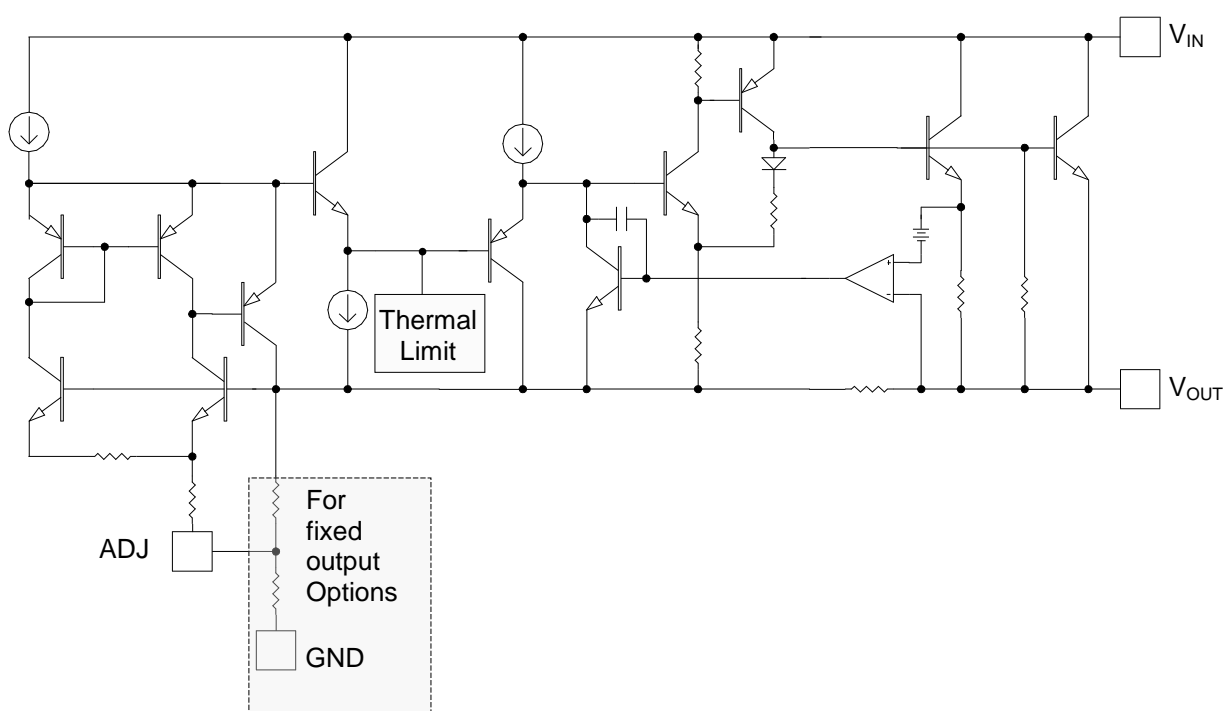 V_IN
Thermal
Limit
V_OUT
+
-
ADJ
For
fixed
output
Options
GND